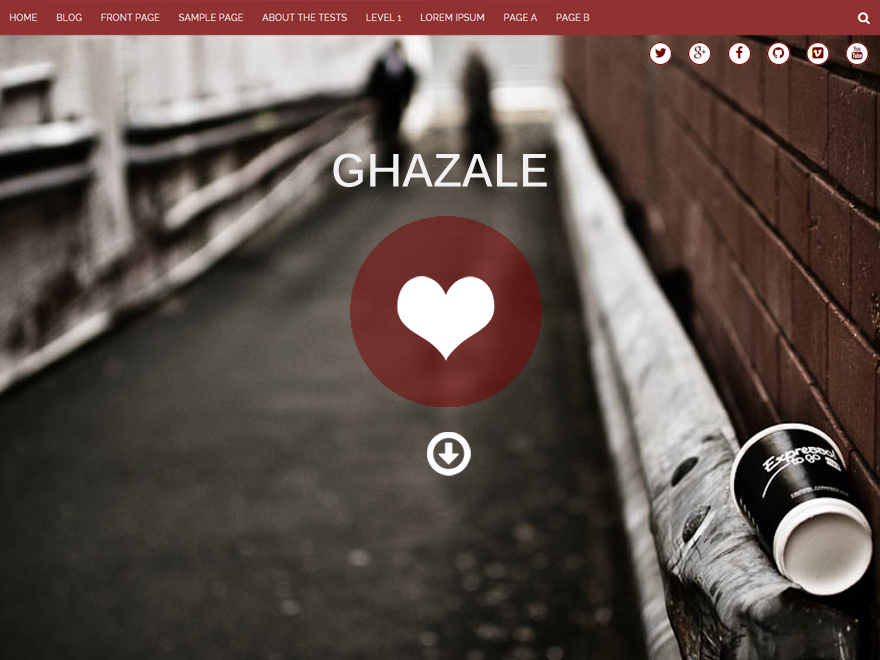 HOME BLOG FRONT PAGE SAMPLE PAGE ABOUT THE TESTS LEVEL 1 LOREM IPSUM PAGE A PAGE B
GHAZALE
Expresso!
to go